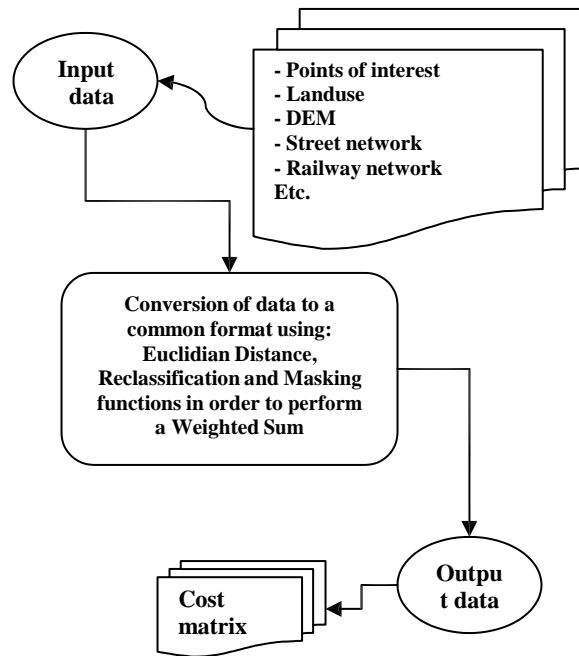 Input
data
- Points of interest
- Landuse
- DEM
- Street network
- Railway network
Etc.
Conversion of data to a
common format using:
Euclidian Distance,
Reclassification and Masking
functions in order to perform
a Weighted Sum
Outpu
t data
Cost
matrix